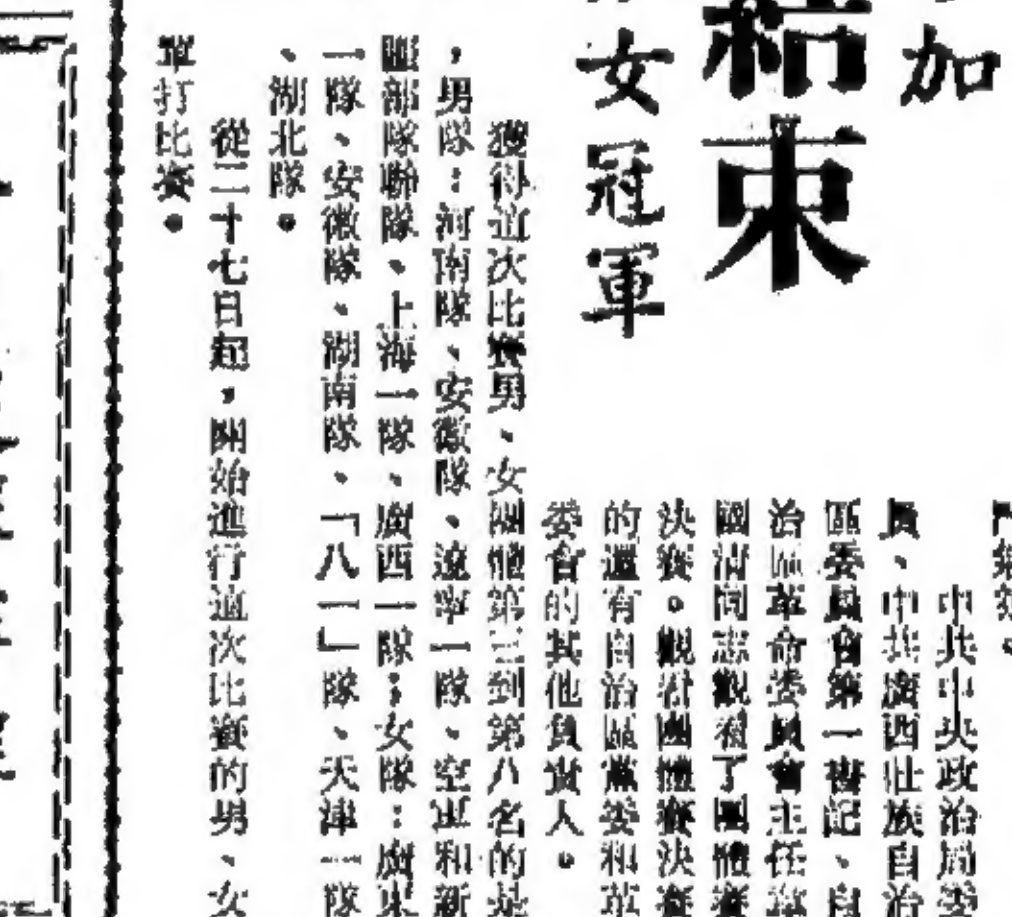 加
結束
女冠軍
中共中央政治局委
員、中共廣西壯族自治
區委員會第一書記、自
治區革命委員會主任韋
國清同志觀看了團體賽
決賽。觀看團體賽決賽
的還有自治區黨委和革
委會的其他負責人。
獲得這次比賽男、女團體第三到第八名的是
，男隊：河南隊、安徽隊、遼寧一隊、空軍和新
疆部隊聯隊、上海一隊、廣西一隊；女隊：廣東
一隊、安徽隊、湖南隊、「八一」隊、天津一隊
、湖北隊。
從二十七日起，開始進行這次比賽的男、女
單打比賽。